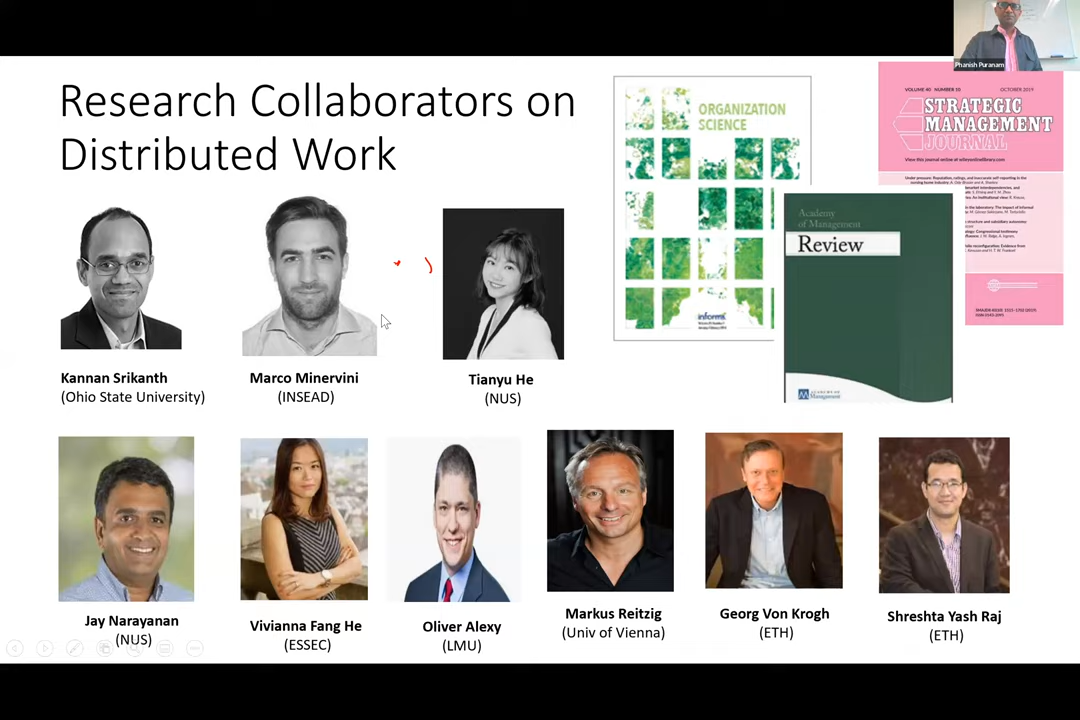 Phanish Puranam
Research Collaborators on
Distributed Work
ORGANIZATION
SCIENCE
informs
VOLUME 40 NUMBER 10 OCTOBER 2019
STRATEGIC
MANAGEMENT
JOURNAL
View this journal online at wileyonlinelibrary.com
Academy
of Management
Review
Kannan Srikanth
(Ohio State University)
Marco Minervini
(INSEAD)
Tianyu He
(NUS)
Jay Narayanan
(NUS)
Vivianna Fang He
(ESSEC)
Oliver Alexy
(LMU)
Markus Reitzig
(Univ of Vienna)
Georg Von Krogh
(ETH)
Shreshta Yash Raj
(ETH)